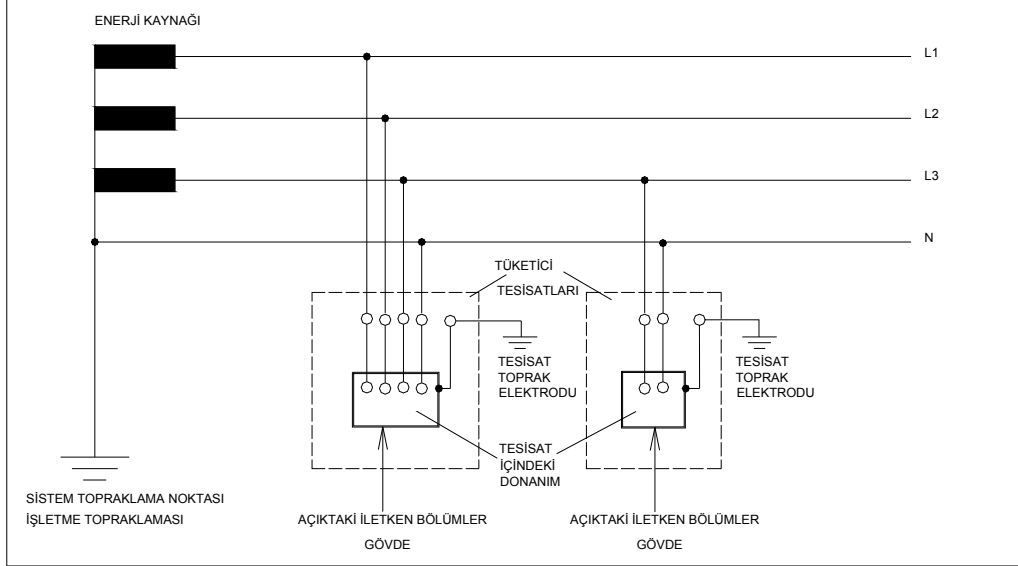 ENERJİ KAYNAĞI
L1
L2
L3
N
TÜKETİCİ
TESİSATLARI
TESİSAT
TOPRAK
ELEKTRODU
TESİSAT
TOPRAK
ELEKTRODU
TESİSAT
İÇİNDEKİ
DONANIM
SİSTEM TOPRAKLAMA NOKTASI
İŞLETME TOPRAKLAMASI
AÇIKTAKİ İLETKEN BÖLÜMLER
GÖVDE
AÇIKTAKİ İLETKEN BÖLÜMLER
GÖVDE